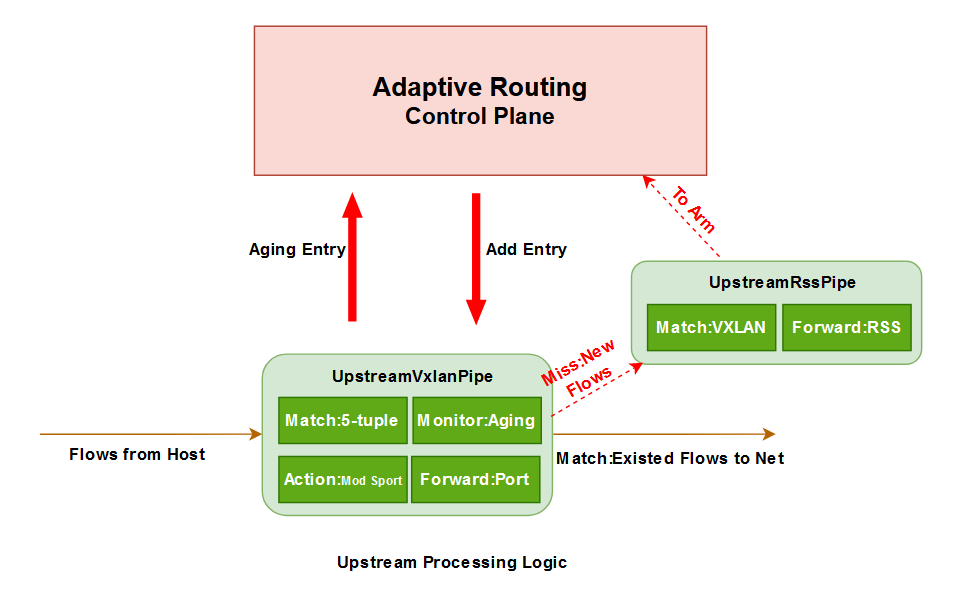 Adaptive Routing
Control Plane
Aging Entry
Add Entry
To Arm
UpstreamRssPipe
Match:VXLAN
Forward:RSS
Miss:New
Flows
UpstreamVxlanPipe
Match:5-tuple
Monitor:Aging
Action:Mod Sport
Forward:Port
Flows from Host
Match:Existed Flows to Net
Upstream Processing Logic